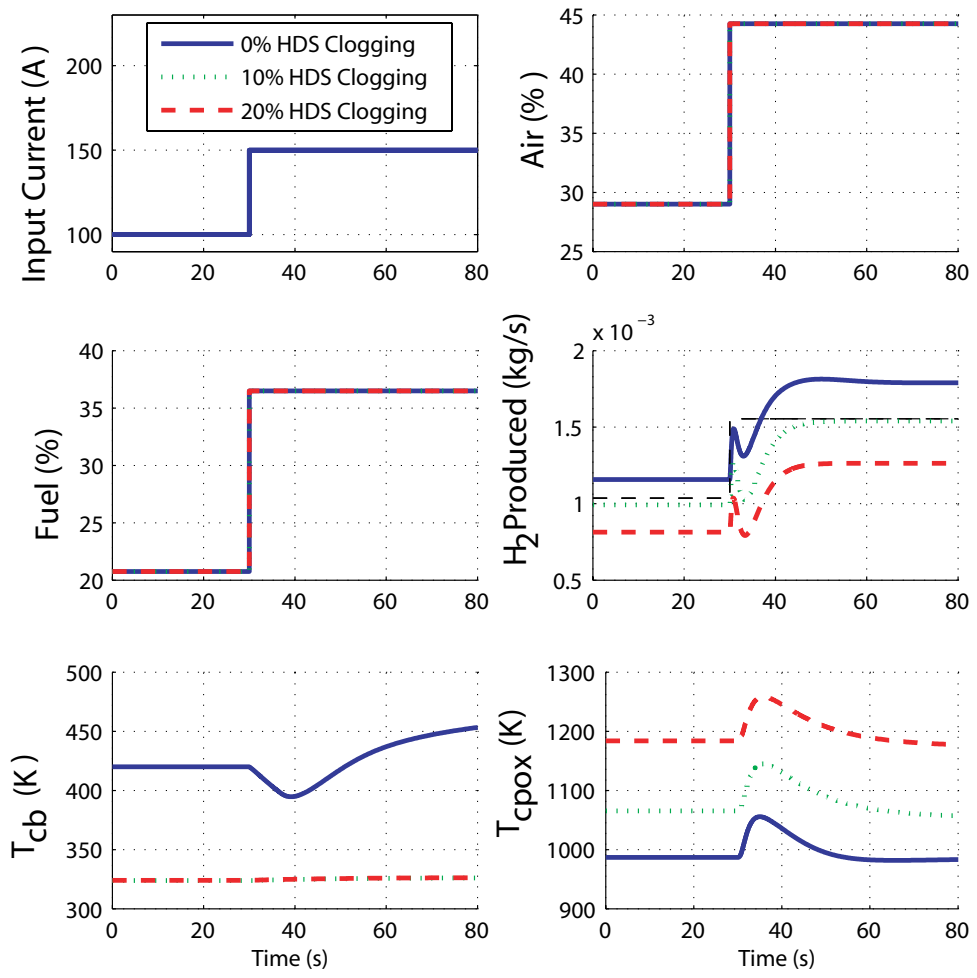 Input Current (A)
200
150
100
0 20 40 60 80
0% HDS Clogging
10% HDS Clogging
20% HDS Clogging
Air (%)
45
40
35
30
25
0 20 40 60 80
Fuel (%)
40
35
30
25
20
0 20 40 60 80
H2Produced (kg/s)
x 10 −3
2
1.5
1
0.5
0 20 40 60 80
Tcb (K)
500
450
400
350
300
0 20 40 60 80
Time (s)
Tcpox (K)
1300
1200
1100
1000
900
0 20 40 60 80
Time (s)